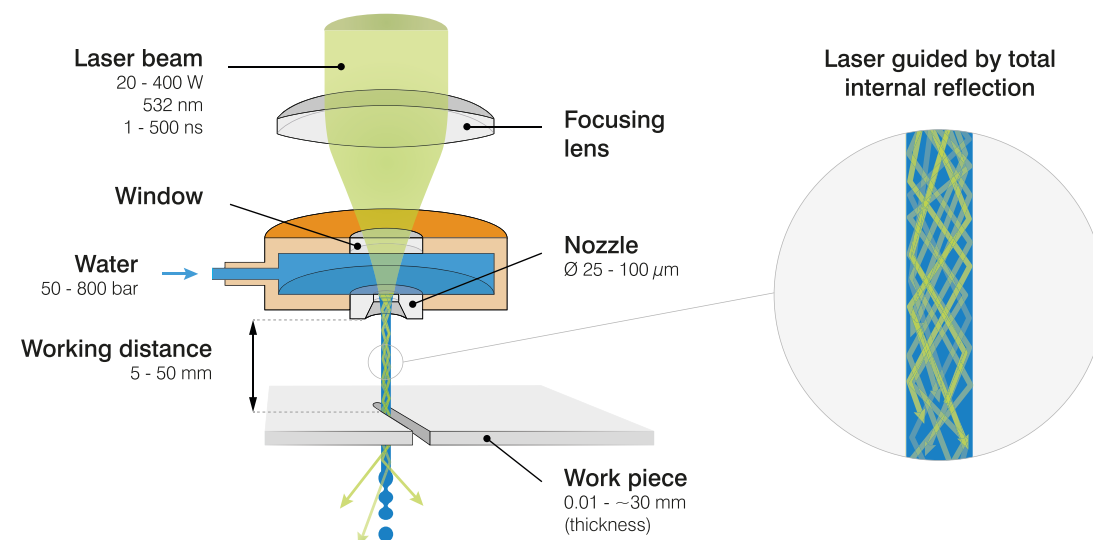 Laser beam
20 - 400 W
532 nm
1 - 500 ns
Focusing
lens
Window
Nozzle
Ø 25 - 100 µm
Water
50 - 800 bar
Working distance
5 - 50 mm
Work piece
0.01 - ~30 mm
(thickness)
Laser guided by total
internal reflection